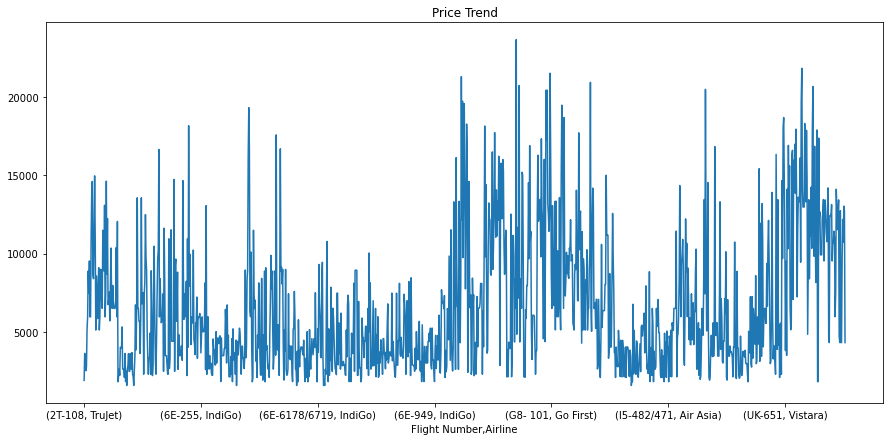 Price Trend
20000
15000
10000
5000
(2T-108, TruJet)
(6E-255, IndiGo)
(6E-6178/6719, IndiGo)
(6E-949, IndiGo)
(G8- 101, Go First)
(I5-482/471, Air Asia)
(UK-651, Vistara)
Flight Number,Airline